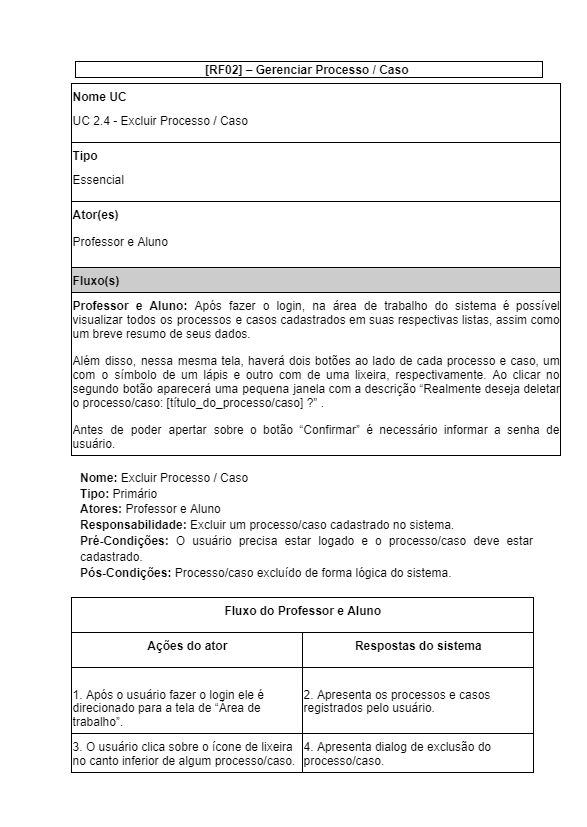 [RF02] – Gerenciar Processo / Caso
Nome UC
UC 2.4 - Excluir Processo / Caso
Tipo
Essencial
Ator(es)
Professor e Aluno
Fluxo(s)
Professor e Aluno: Após fazer o login, na área de trabalho do sistema é possível
visualizar todos os processos e casos cadastrados em suas respectivas listas, assim como
um breve resumo de seus dados.
Além disso, nessa mesma tela, haverá dois botões ao lado de cada processo e caso, um
com o símbolo de um lápis e outro com de uma lixeira, respectivamente. Ao clicar no
segundo botão aparecerá uma pequena janela com a descrição “Realmente deseja deletar
o processo/caso: [título_do_processo/caso] ?” .
Antes de poder apertar sobre o botão “Confirmar” é necessário informar a senha de
usuário.
Nome: Excluir Processo / Caso
Tipo: Primário
Atores: Professor e Aluno
Responsabilidade: Excluir um processo/caso cadastrado no sistema.
Pré-Condições: O usuário precisa estar logado e o processo/caso deve estar
cadastrado.
Pós-Condições: Processo/caso excluído de forma lógica do sistema.
Fluxo do Professor e Aluno
Ações do ator
Respostas do sistema
1. Após o usuário fazer o login ele é
direcionado para a tela de “Área de
trabalho”.
2. Apresenta os processos e casos
registrados pelo usuário.
3. O usuário clica sobre o ícone de lixeira
no canto inferior de algum processo/caso.
4. Apresenta dialog de exclusão do
processo/caso.